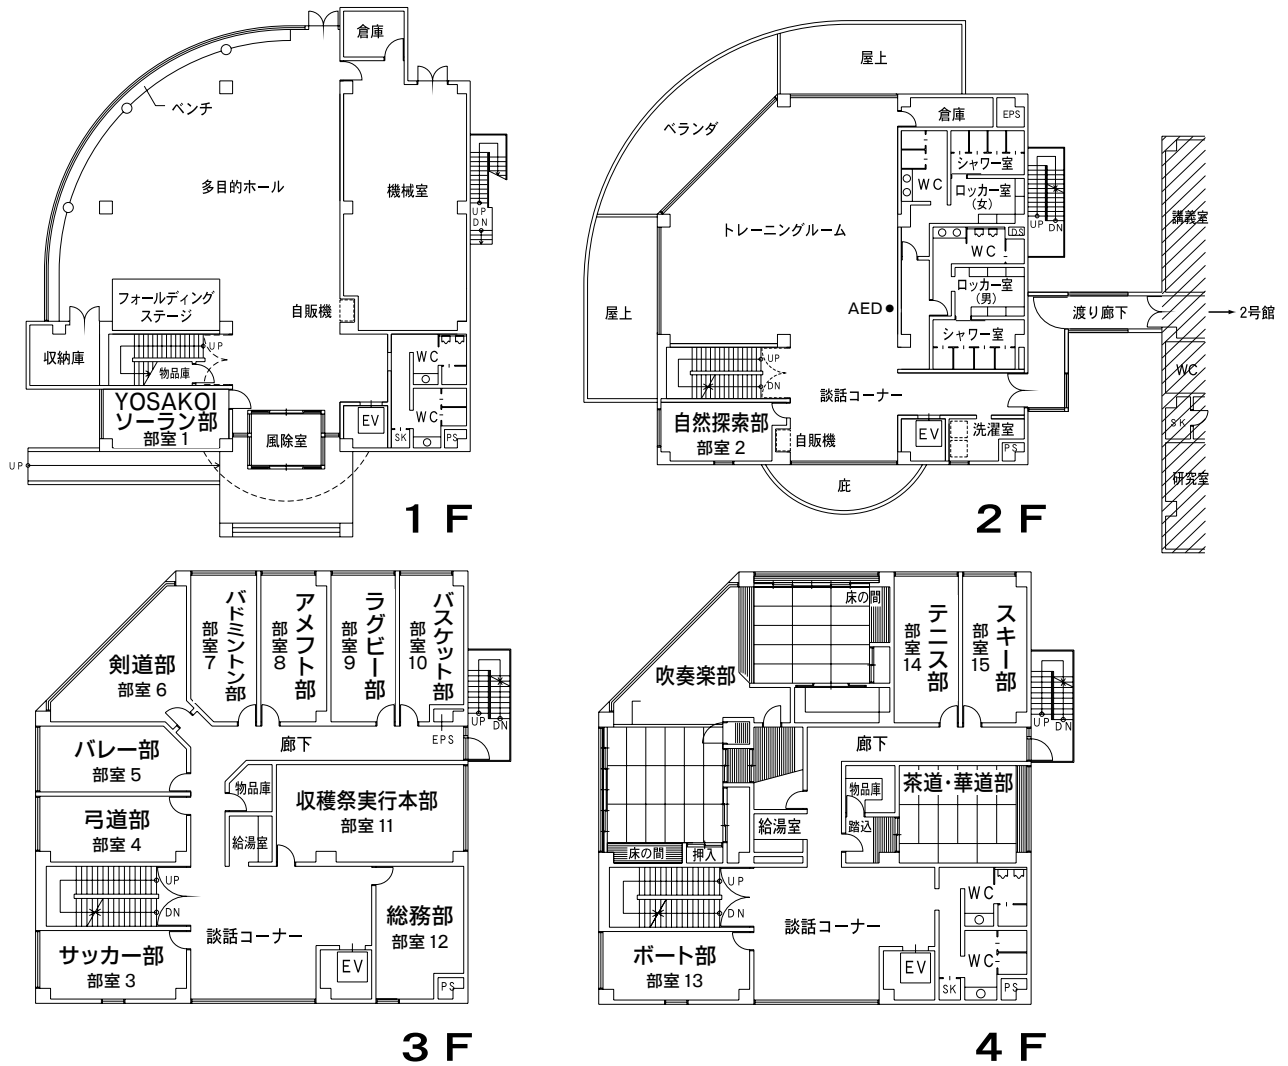 倉庫
ベンチ
多目的ホール
機械室
UP
DN
フォールディング
ステージ
自販機
収納庫
UP
物品庫
WC
YOSAKOI
ソーラン部
部室 1
風除室
EV
WC
SK
PS
UP
1 F
屋上
ベランダ
倉庫
EPS
シャワー室
WC
ロッカー室
(女)
トレーニングルーム
UP
DN
DS
WC
ロッカー室
(男)
AED
シャワー室
屋上
UP
DN
談話コーナー
自然探索部
部室 2
自販機
EV
洗濯室
PS
庇
講義室
渡り廊下
2号館
WC
SK
研究室
2 F
剣道部
部室 6
バドミントン部
部室 7
アメフト部
部室 8
ラグビー部
部室 9
バスケット部
部室 10
UP
DN
EPS
廊下
バレー部
部室 5
物品庫
収穫祭実行本部
部室 11
弓道部
部室 4
給湯室
UP
DN
談話コーナー
総務部
部室 12
サッカー部
部室 3
EV
PS
3 F
床の間
吹奏楽部
テニス部
部室 14
スキー部
部室 15
UP
DN
廊下
物品庫
茶道・華道部
給湯室
踏込
床の間
押入
UP
DN
WC
談話コーナー
ボート部
部室 13
EV
WC
SK
PS
4 F